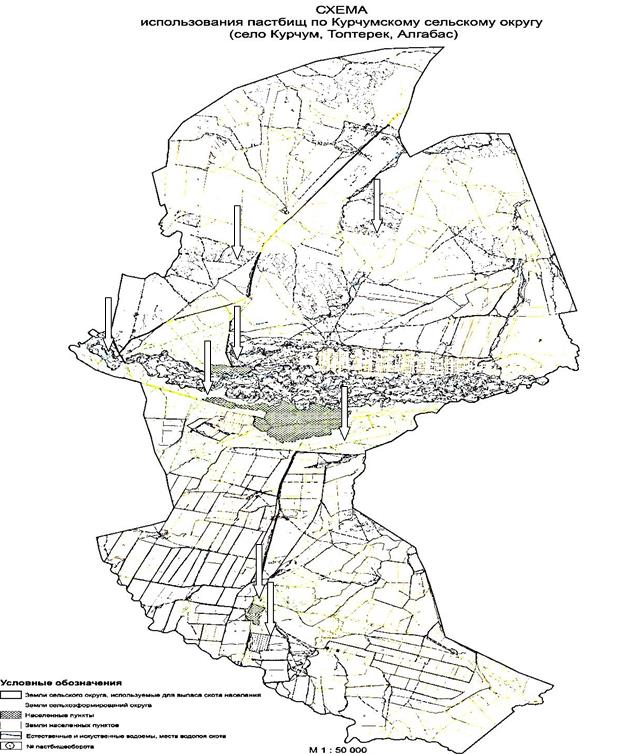 СХЕМА
использования пастбищ по Курчумскому сельскому округу
(село Курчум, Топтерек, Алгабас)
Условные обозначения
Земли сельского округа, используемые для выпаса скота населения
Земли сельхозформирований округа
Населенные пункты
Земли населенных пунктов
Естественные и искуственные водоемы, места водопоя скота
№ пастбищеоборота
М 1 : 50 000